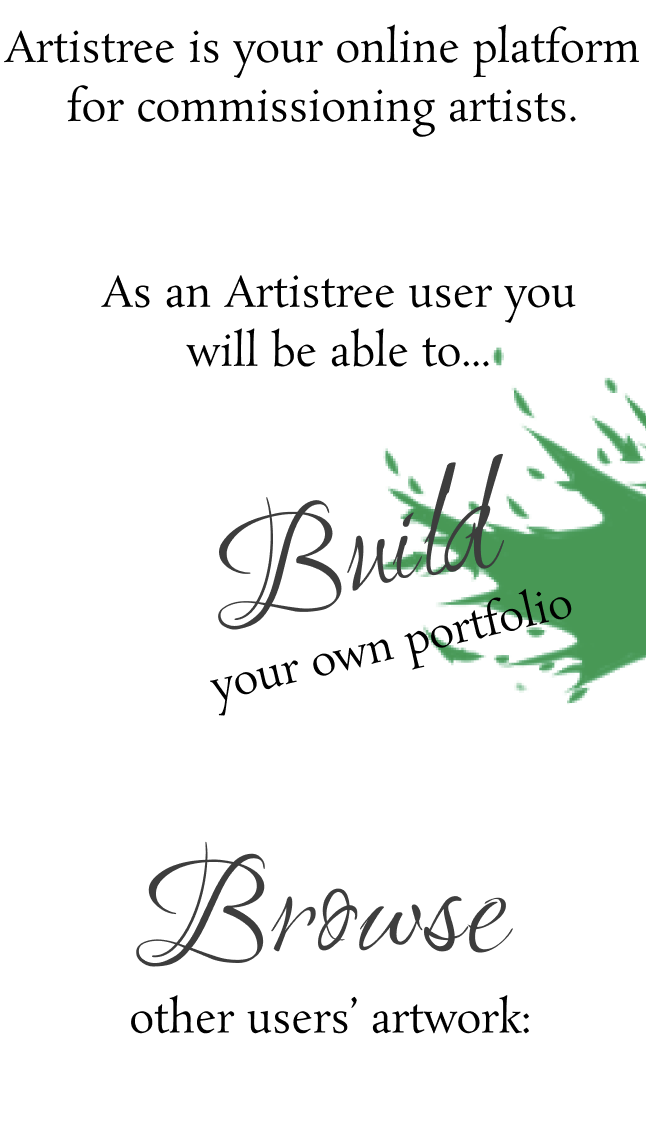 Artistree is your online platform
for commissioning artists.
As an Artistree user you
will be able to...
Build
your own portfolio
Browse
other users’ artwork: